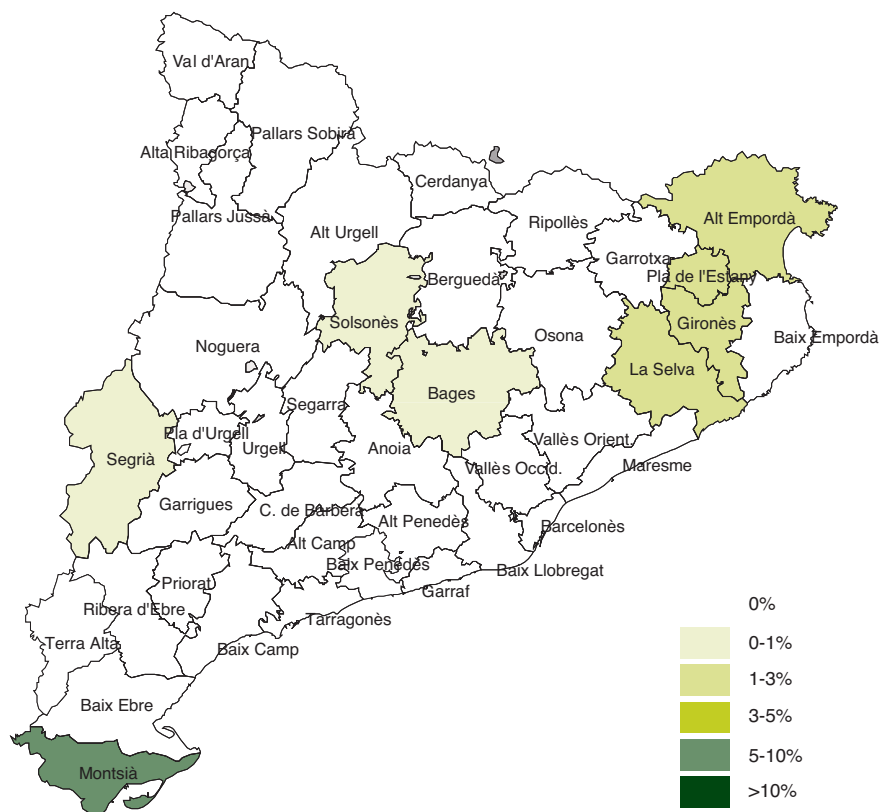 Val d'Aran
Pallars Sobirà
Alta Ribagorça
Cerdanya
Pallars Jussà
Ripollès
Alt Empordà
Alt Urgell
Garrotxa
Berguedà
Pla de l'Estany
Solsonès
Gironès
Osona
Baix Empordà
Noguera
La Selva
Bages
Segarra
Pla d'Urgell
Urgell
Anoia
Vallès Orient.
Segrià
Vallès Occid.
Maresme
Garrigues
C. de Barberà
Alt Penedès
Barcelonès
Alt Camp
Baix Penedès
Baix Llobregat
Priorat
Garraf
Ribera d'Ebre
Tarragonès
Terra Alta
Baix Camp
Baix Ebre
Montsià
0%
0-1%
1-3%
3-5%
5-10%
>10%